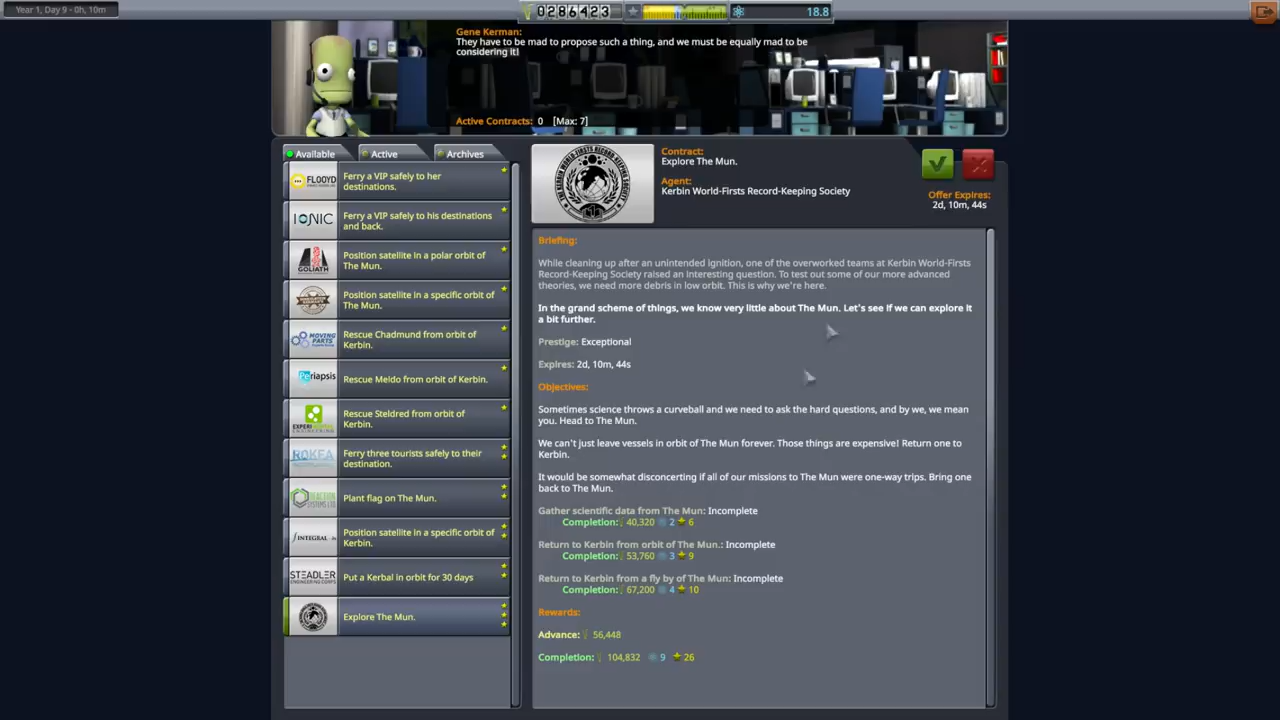 Year 1, Day 9 - 0h, 10m
0286423
18.8
Gene Kerman:
They have to be mad to propose such a thing, and we must be equally mad to be
considering it!
Active Contracts: 0 [Max: 7]
Available
Active
Archives
FLOOYD
Ferry a VIP safely to her
destinations.
IONIC
Ferry a VIP safely to his destinations
and back.
GOLIATH
Position satellite in a polar orbit of
The Mun.
Position satellite in a specific orbit of
The Mun.
MOVING
PARTS
Rescue Chadmund from orbit of
Kerbin.
Periapsis
Rescue Meldo from orbit of Kerbin.
EXPERIMENTAL
ENGINEERING
Rescue Steldred from orbit of
Kerbin.
ROKEA
Ferry three tourists safely to their
destination.
Plant flag on The Mun.
INTEGRAL
Position satellite in a specific orbit of
Kerbin.
STEADLER
ENGINEERING CORPS
Put a Kerbal in orbit for 30 days
Explore The Mun.
Contract:
Explore The Mun.
Agent:
Kerbin World-Firsts Record-Keeping Society
Offer Expires:
2d, 10m, 44s
Briefing:
While cleaning up after an unintended ignition, one of the overworked teams at Kerbin World-Firsts
Record-Keeping Society raised an interesting question. To test out some of our more advanced
theories, we need more debris in low orbit. This is why we're here.
In the grand scheme of things, we know very little about The Mun. Let's see if we can explore it
a bit further.
Prestige: Exceptional
Expires: 2d, 10m, 44s
Objectives:
Sometimes science throws a curveball and we need to ask the hard questions, and by we, we mean
you. Head to The Mun.
We can't just leave vessels in orbit of The Mun forever. Those things are expensive! Return one to
Kerbin.
It would be somewhat disconcerting if all of our missions to The Mun were one-way trips. Bring one
back to The Mun.
Gather scientific data from The Mun: Incomplete
Completion: 40,320 2 6
Return to Kerbin from orbit of The Mun.: Incomplete
Completion: 53,760 3 9
Return to Kerbin from a fly by of The Mun: Incomplete
Completion: 67,200 4 10
Rewards:
Advance: 56,448
Completion: 104,832 9 26